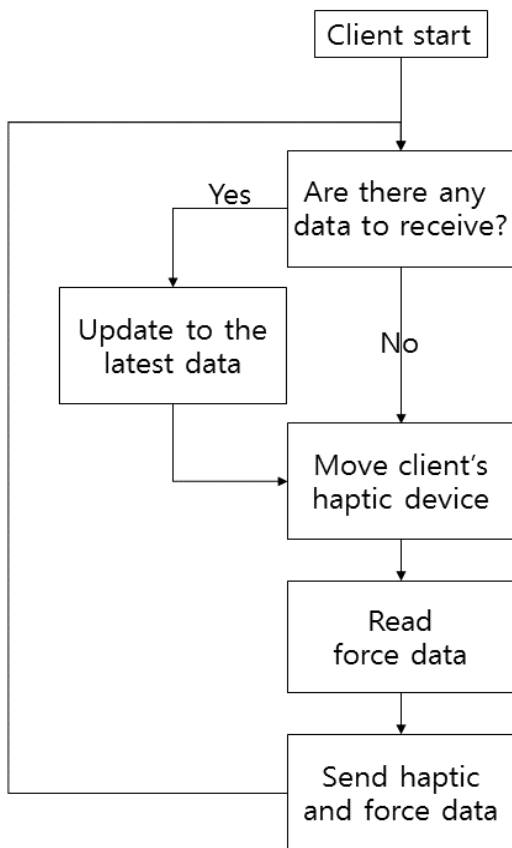 Client start
Are there any
data to receive?
Yes
Update to the
latest data
No
Move client's
haptic device
Read
force data
Send haptic
and force data